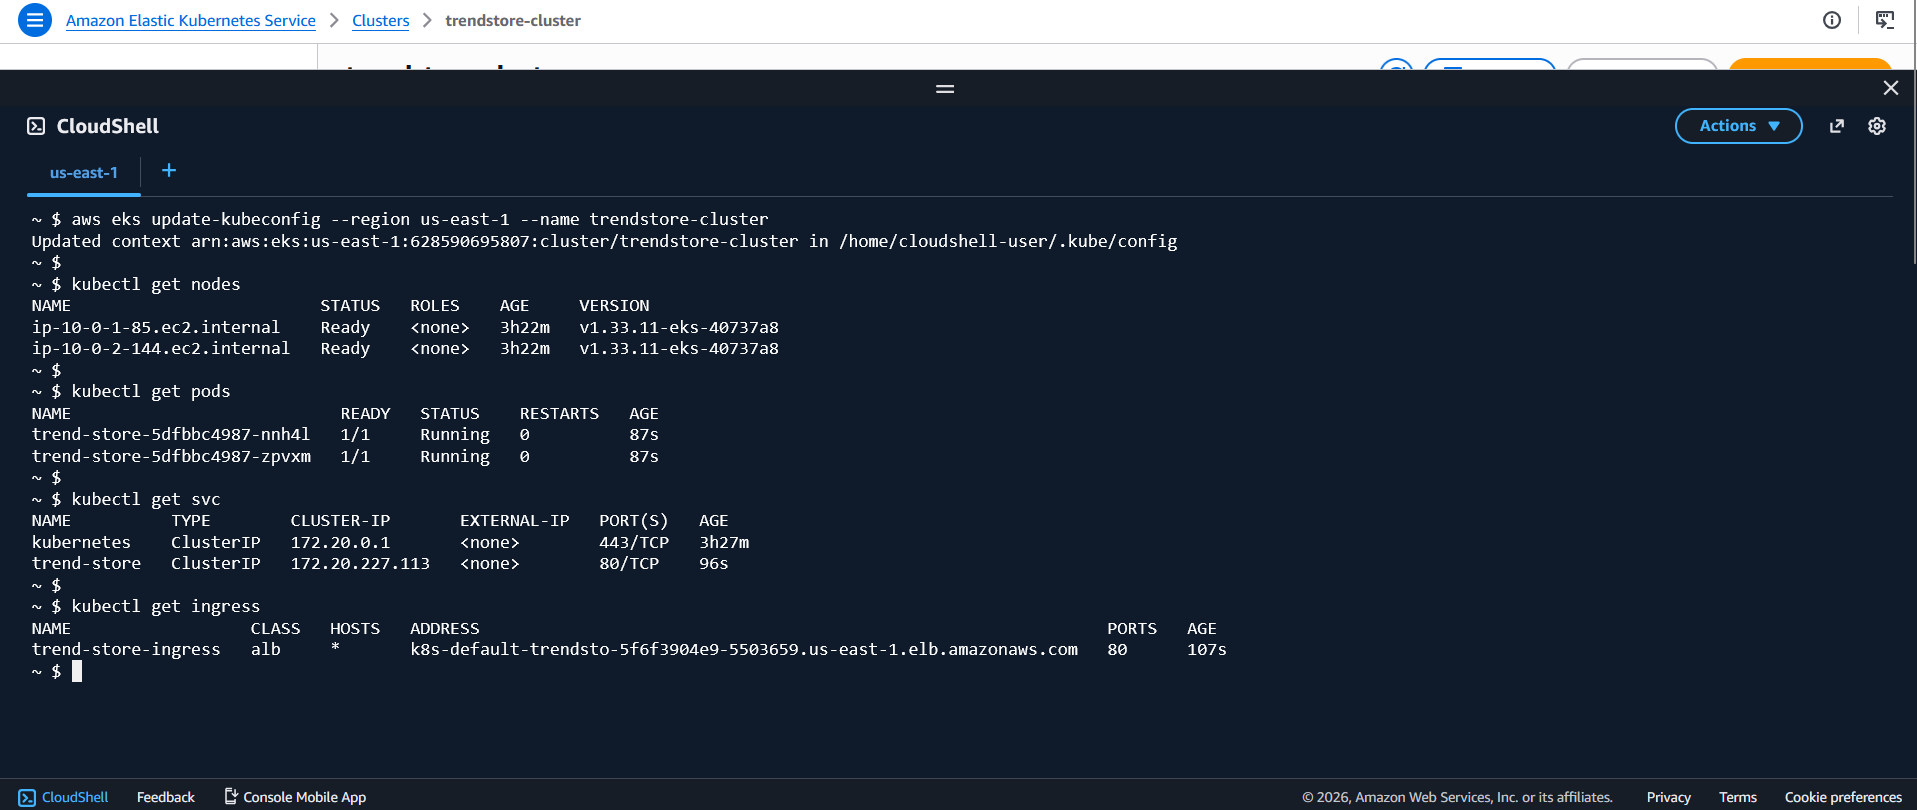 Amazon Elastic Kubernetes Service > Clusters > trendstore-cluster
CloudShell
Actions ▼
us-east-1 +
~ $ aws eks update-kubeconfig --region us-east-1 --name trendstore-cluster
Updated context arn:aws:eks:us-east-1:628590695807:cluster/trendstore-cluster in /home/cloudshell-user/.kube/config
~ $
~ $ kubectl get nodes
NAME STATUS ROLES AGE VERSION
ip-10-0-1-85.ec2.internal Ready <none> 3h22m v1.33.11-eks-40737a8
ip-10-0-2-144.ec2.internal Ready <none> 3h22m v1.33.11-eks-40737a8
~ $
~ $ kubectl get pods
NAME READY STATUS RESTARTS AGE
trend-store-5dfbbc4987-nnh4l 1/1 Running 0 87s
trend-store-5dfbbc4987-zpvxm 1/1 Running 0 87s
~ $
~ $ kubectl get svc
NAME TYPE CLUSTER-IP EXTERNAL-IP PORT(S) AGE
kubernetes ClusterIP 172.20.0.1 <none> 443/TCP 3h27m
trend-store ClusterIP 172.20.227.113 <none> 80/TCP 96s
~ $
~ $ kubectl get ingress
NAME CLASS HOSTS ADDRESS PORTS AGE
trend-store-ingress alb * k8s-default-trendsto-5f6f3904e9-5503659.us-east-1.elb.amazonaws.com 80 107s
~ $
CloudShell Feedback Console Mobile App © 2026, Amazon Web Services, Inc. or its affiliates. Privacy Terms Cookie preferences